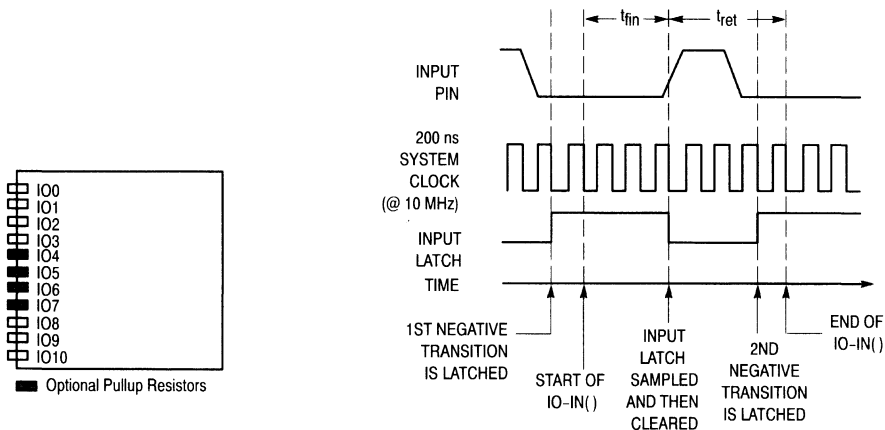 IO0
IO1
IO2
IO3
IO4
IO5
IO6
IO7
IO8
IO9
IO10
Optional Pullup Resistors
tfin
tret
INPUT
PIN
200 ns
SYSTEM
CLOCK
(@ 10 MHz)
INPUT
LATCH
TIME
1ST NEGATIVE
TRANSITION
IS LATCHED
START OF
IO–IN( )
INPUT
LATCH
SAMPLED
AND THEN
CLEARED
2ND
NEGATIVE
TRANSITION
IS LATCHED
END OF
IO–IN( )